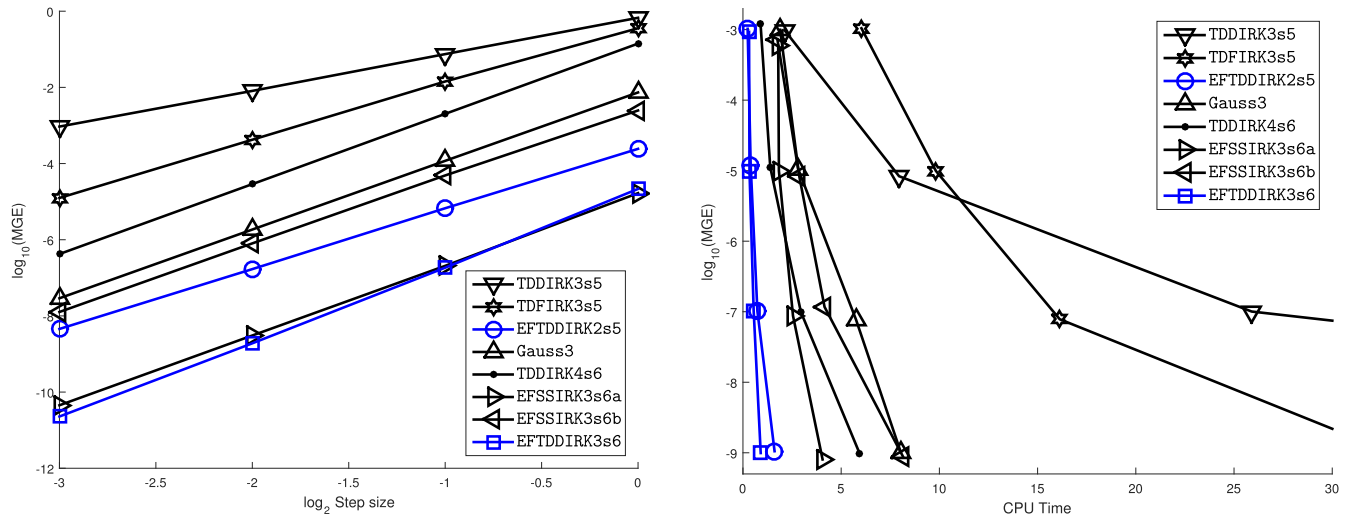 0
-2
-4
-6
-8
-10
-12
-3
-2.5
-2
-1.5
-1
-0.5
0
log10(MGE)
log2 Step size
TDDIRK3s5
TDFIRK3s5
EFTDDIRK2s5
Gauss3
TDDIRK4s6
EFSSIRK3s6a
EFSSIRK3s6b
EFTDDIRK3s6
-3
-4
-5
-6
-7
-8
-9
0
5
10
15
20
25
30
log10(MGE)
CPU Time
TDDIRK3s5
TDFIRK3s5
EFTDDIRK2s5
Gauss3
TDDIRK4s6
EFSSIRK3s6a
EFSSIRK3s6b
EFTDDIRK3s6